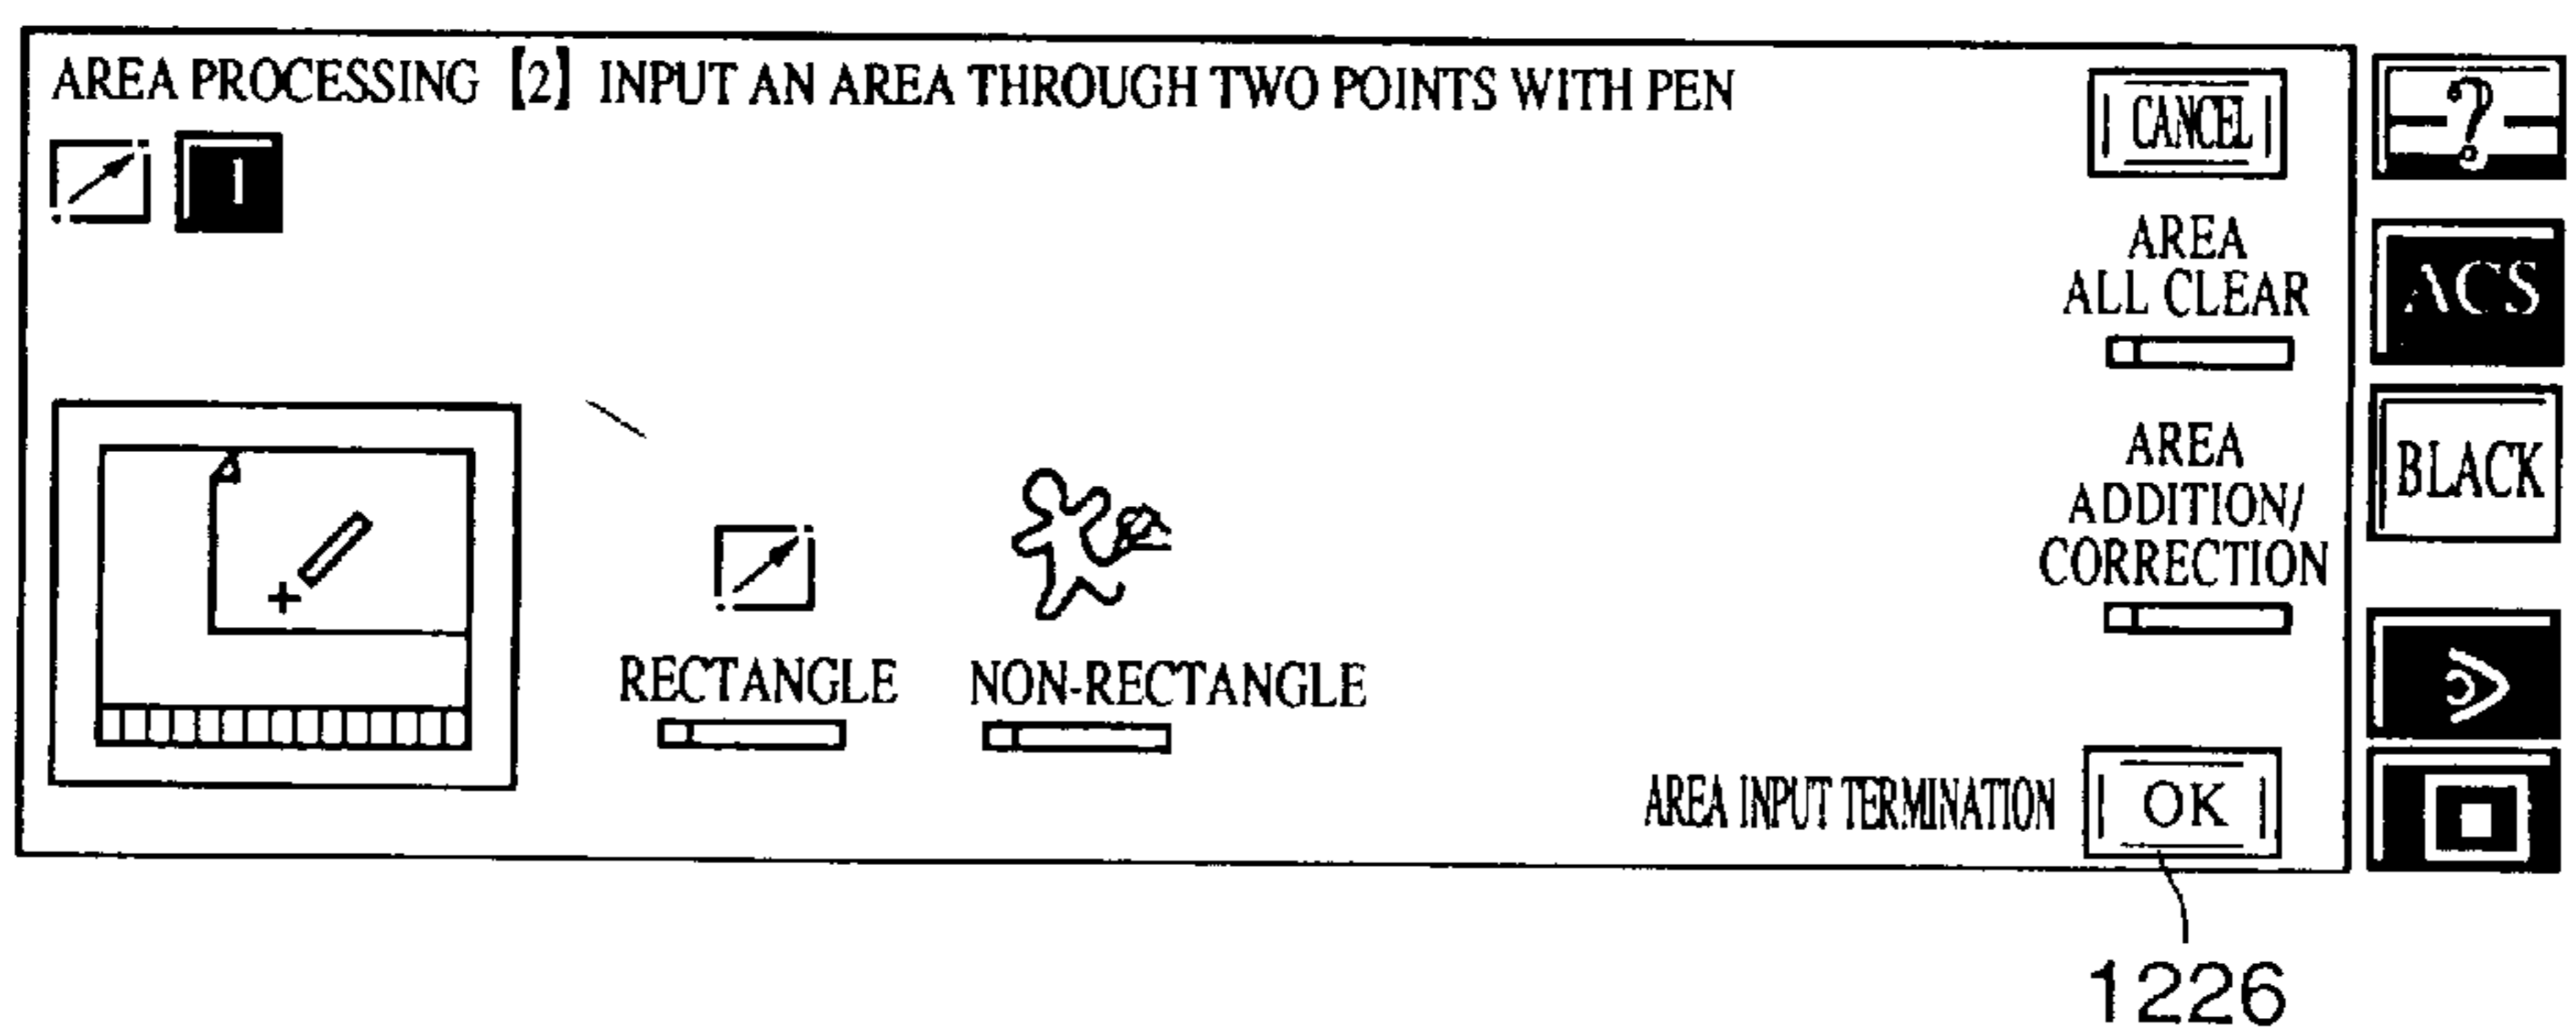 AREA PROCESSING [2] INPUT AN AREA THROUGH TWO POINTS WITH PEN
1
CANCEL
?
AREA
ALL CLEAR
ACS
AREA
ADDITION/
CORRECTION
BLACK
RECTANGLE
NON-RECTANGLE
AREA INPUT TERMINATION
OK
1226